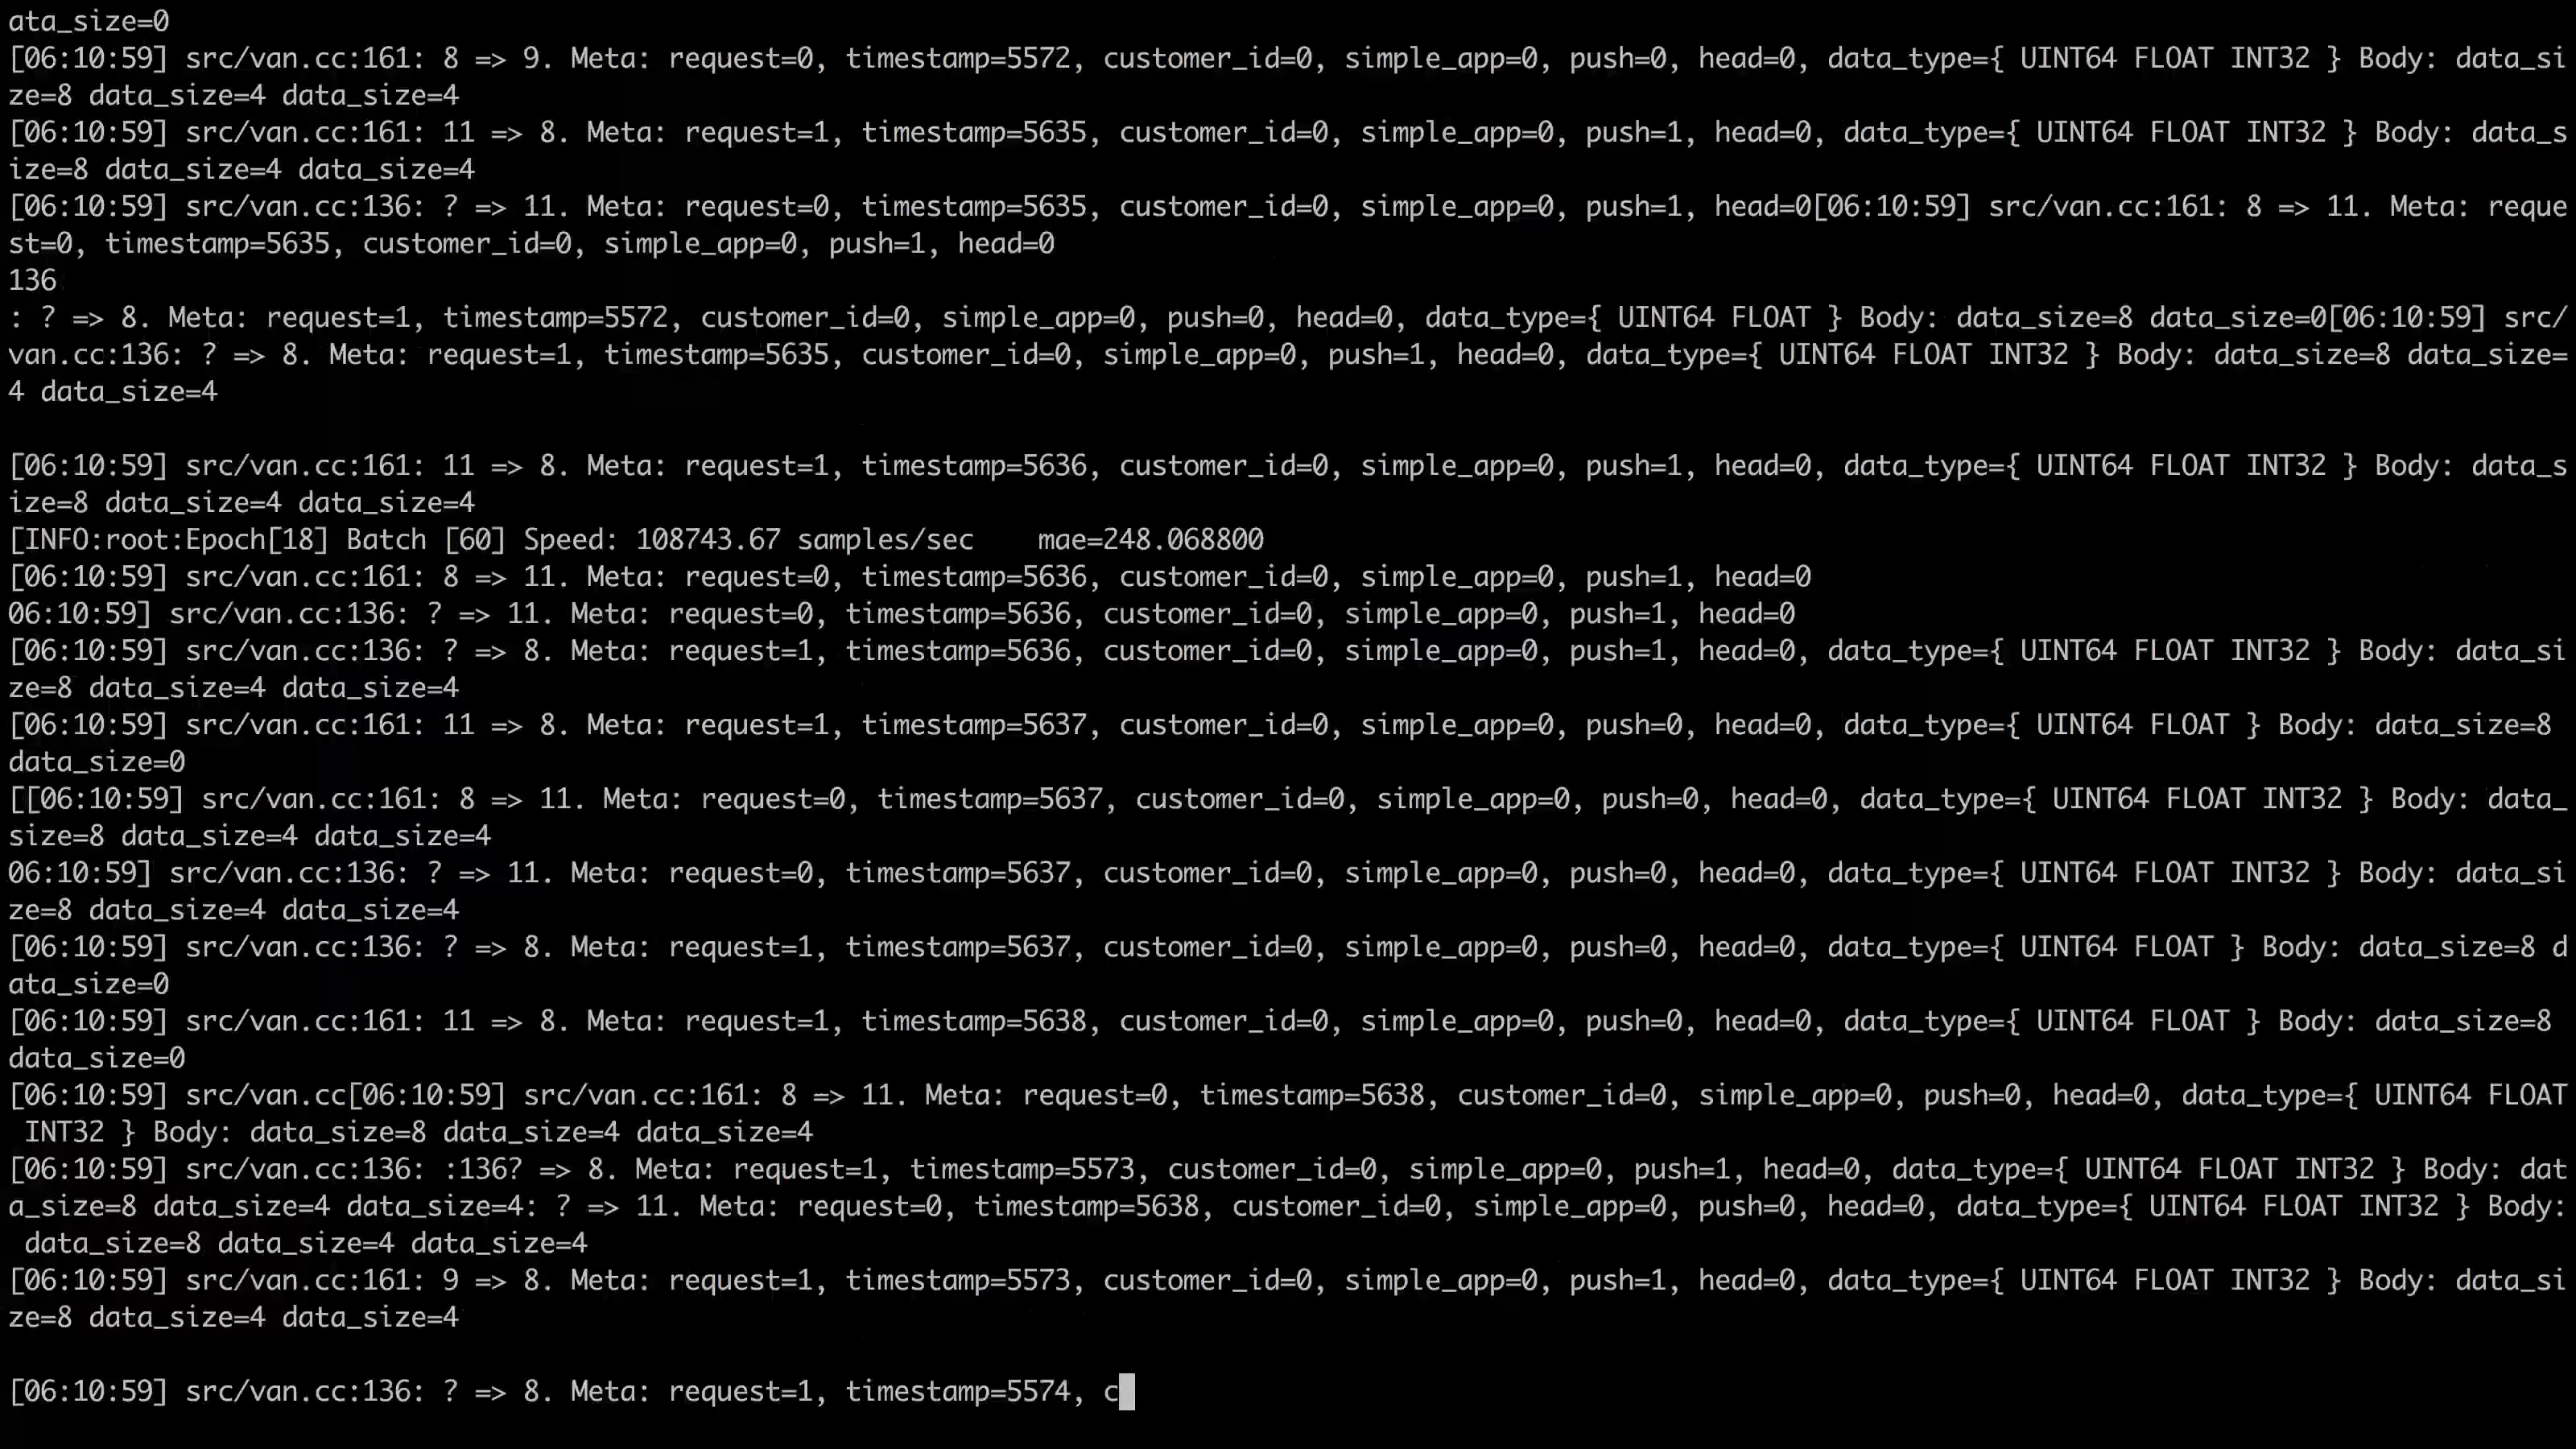 ata_size=0
[06:10:59] src/van.cc:161: 8 => 9. Meta: request=0, timestamp=5572, customer_id=0, simple_app=0, push=0, head=0, data_type={ UINT64 FLOAT INT32 } Body: data_si
ze=8 data_size=4 data_size=4
[06:10:59] src/van.cc:161: 11 => 8. Meta: request=1, timestamp=5635, customer_id=0, simple_app=0, push=1, head=0, data_type={ UINT64 FLOAT INT32 } Body: data_s
ize=8 data_size=4 data_size=4
[06:10:59] src/van.cc:136: ? => 11. Meta: request=0, timestamp=5635, customer_id=0, simple_app=0, push=1, head=0[06:10:59] src/van.cc:161: 8 => 11. Meta: reque
st=0, timestamp=5635, customer_id=0, simple_app=0, push=1, head=0
136
: ? => 8. Meta: request=1, timestamp=5572, customer_id=0, simple_app=0, push=0, head=0, data_type={ UINT64 FLOAT } Body: data_size=8 data_size=0[06:10:59] src/
van.cc:136: ? => 8. Meta: request=1, timestamp=5635, customer_id=0, simple_app=0, push=1, head=0, data_type={ UINT64 FLOAT INT32 } Body: data_size=8 data_size=
4 data_size=4
[06:10:59] src/van.cc:161: 11 => 8. Meta: request=1, timestamp=5636, customer_id=0, simple_app=0, push=1, head=0, data_type={ UINT64 FLOAT INT32 } Body: data_s
ize=8 data_size=4 data_size=4
[INFO:root:Epoch[18] Batch [60] Speed: 108743.67 samples/sec    mae=248.068800
[06:10:59] src/van.cc:161: 8 => 11. Meta: request=0, timestamp=5636, customer_id=0, simple_app=0, push=1, head=0
06:10:59] src/van.cc:136: ? => 11. Meta: request=0, timestamp=5636, customer_id=0, simple_app=0, push=1, head=0
[06:10:59] src/van.cc:136: ? => 8. Meta: request=1, timestamp=5636, customer_id=0, simple_app=0, push=1, head=0, data_type={ UINT64 FLOAT INT32 } Body: data_si
ze=8 data_size=4 data_size=4
[06:10:59] src/van.cc:161: 11 => 8. Meta: request=1, timestamp=5637, customer_id=0, simple_app=0, push=0, head=0, data_type={ UINT64 FLOAT } Body: data_size=8
data_size=0
[[06:10:59] src/van.cc:161: 8 => 11. Meta: request=0, timestamp=5637, customer_id=0, simple_app=0, push=0, head=0, data_type={ UINT64 FLOAT INT32 } Body: data_
size=8 data_size=4 data_size=4
06:10:59] src/van.cc:136: ? => 11. Meta: request=0, timestamp=5637, customer_id=0, simple_app=0, push=0, head=0, data_type={ UINT64 FLOAT INT32 } Body: data_si
ze=8 data_size=4 data_size=4
[06:10:59] src/van.cc:136: ? => 8. Meta: request=1, timestamp=5637, customer_id=0, simple_app=0, push=0, head=0, data_type={ UINT64 FLOAT } Body: data_size=8 d
ata_size=0
[06:10:59] src/van.cc:161: 11 => 8. Meta: request=1, timestamp=5638, customer_id=0, simple_app=0, push=0, head=0, data_type={ UINT64 FLOAT } Body: data_size=8
data_size=0
[06:10:59] src/van.cc[06:10:59] src/van.cc:161: 8 => 11. Meta: request=0, timestamp=5638, customer_id=0, simple_app=0, push=0, head=0, data_type={ UINT64 FLOAT
 INT32 } Body: data_size=8 data_size=4 data_size=4
[06:10:59] src/van.cc:136: :136? => 8. Meta: request=1, timestamp=5573, customer_id=0, simple_app=0, push=1, head=0, data_type={ UINT64 FLOAT INT32 } Body: dat
a_size=8 data_size=4 data_size=4: ? => 11. Meta: request=0, timestamp=5638, customer_id=0, simple_app=0, push=0, head=0, data_type={ UINT64 FLOAT INT32 } Body:
 data_size=8 data_size=4 data_size=4
[06:10:59] src/van.cc:161: 9 => 8. Meta: request=1, timestamp=5573, customer_id=0, simple_app=0, push=1, head=0, data_type={ UINT64 FLOAT INT32 } Body: data_si
ze=8 data_size=4 data_size=4
[06:10:59] src/van.cc:136: ? => 8. Meta: request=1, timestamp=5574, c